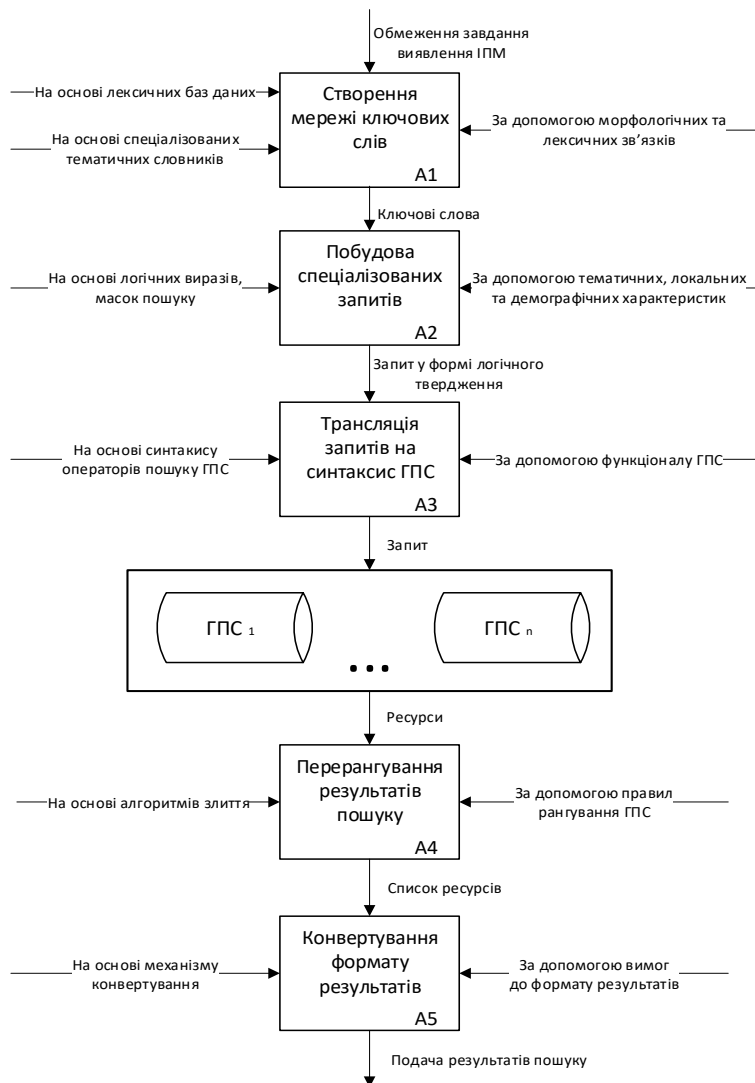 Обмеження завдання
виявлення ІПМ
На основі лексичних баз даних
На основі спеціалізованих
тематичних словників
Створення
мережі ключових
слів
А1
За допомогою морфологічних та
лексичних зв’язків
Ключові слова
На основі логічних виразів,
масок пошуку
Побудова
спеціалізованих
запитів
А2
За допомогою тематичних, локальних
та демографічних характеристик
Запит у формі логічного
твердження
На основі синтакису
операторів пошуку ГПС
Трансляція
запитів на
синтаксис ГПС
А3
За допомогою функціоналу ГПС
Запит
ГПС 1
...
ГПС n
Ресурси
На основі алгоритмів злиття
Перерангування
результатів
пошуку
А4
За допомогою правил
рангування ГПС
Список ресурсів
На основі механізму
конвертування
Конвертування
формату
результатів
А5
За допомогою вимог
до формату результатів
Подача результатів пошуку